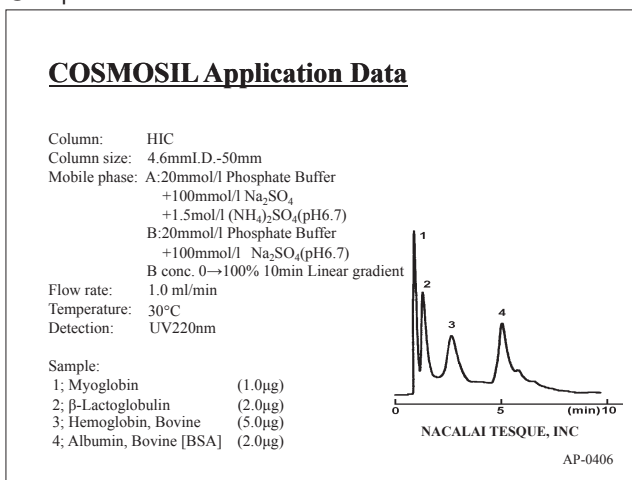 COSMOSIL Application Data
Column: HIC
Column size: 4.6mmI.D.-50mm
Mobile phase: A:20mmol/l Phosphate Buffer
+100mmol/l Na₂SO₄
+1.5mol/l (NH₄)₂SO₄(pH6.7)
B:20mmol/l Phosphate Buffer
+100mmol/l Na₂SO₄(pH6.7)
B conc. 0→100% 10min Linear gradient
Flow rate: 1.0 ml/min
Temperature: 30°C
Detection: UV220nm
Sample:
1; Myoglobin (1.0μg)
2; β-Lactoglobulin (2.0μg)
3; Hemoglobin, Bovine (5.0μg)
4; Albumin, Bovine [BSA] (2.0μg)
1
2
3
4
0 5 (min)10
NACALAI TESQUE, INC
AP-0406